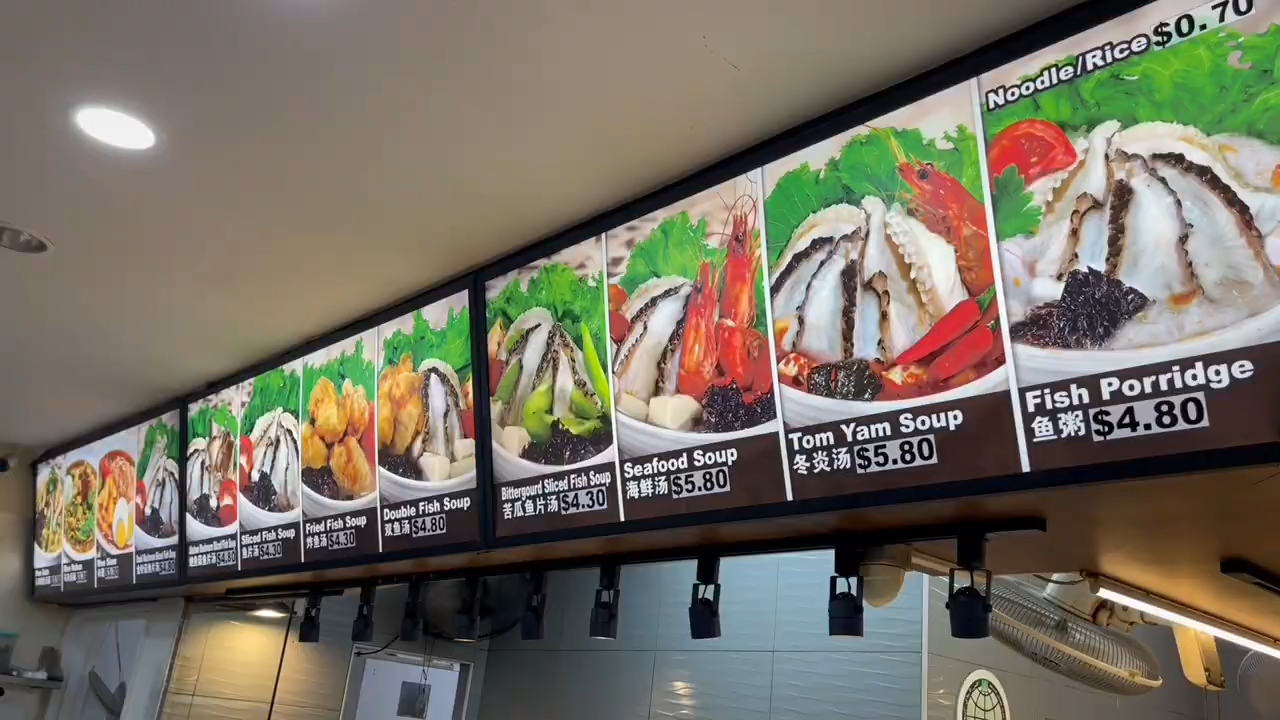 Noodle/Rice $0.70
Sliced Fish Soup
鱼片汤 $4.30
Fried Fish Soup
炸鱼汤 $4.30
Double Fish Soup
双鱼汤 $4.80
Bittergourd Sliced Fish Soup
苦瓜鱼片汤 $4.30
Seafood Soup
海鲜汤 $5.80
Tom Yam Soup
冬炎汤 $5.80
Fish Porridge
鱼粥 $4.80